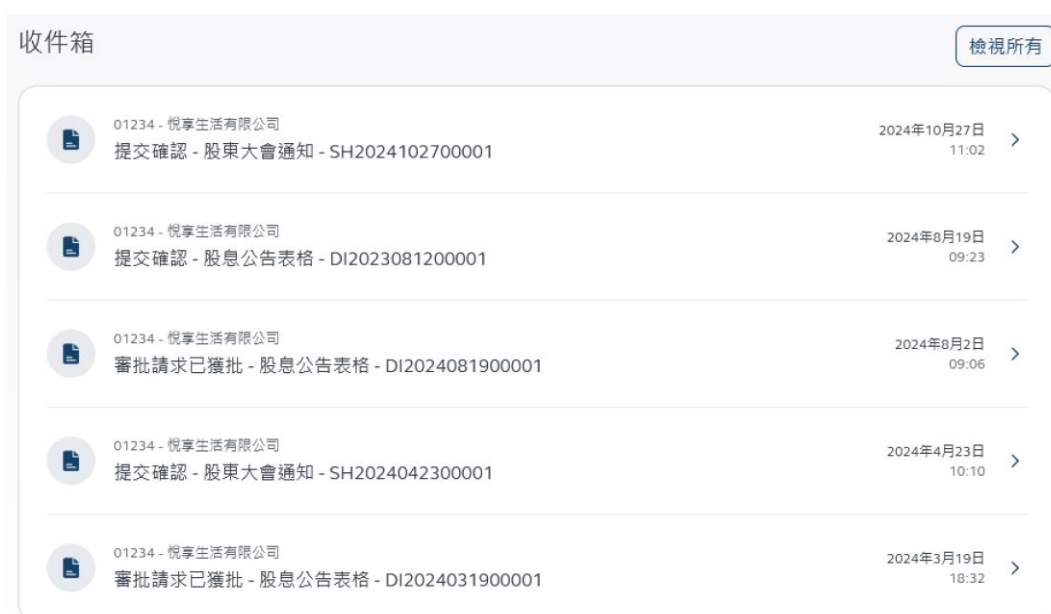 收件箱
檢視所有
01234 - 悅享生活有限公司
提交確認 - 股東大會通知 - SH2024102700001
2024年10月27日
11:02
01234 - 悅享生活有限公司
提交確認 - 股息公告表格 - DI2023081200001
2024年8月19日
09:23
01234 - 悅享生活有限公司
審批請求已獲批 - 股息公告表格 - DI2024081900001
2024年8月2日
09:06
01234 - 悅享生活有限公司
提交確認 - 股東大會通知 - SH2024042300001
2024年4月23日
10:10
01234 - 悅享生活有限公司
審批請求已獲批 - 股息公告表格 - DI2024031900001
2024年3月19日
18:32